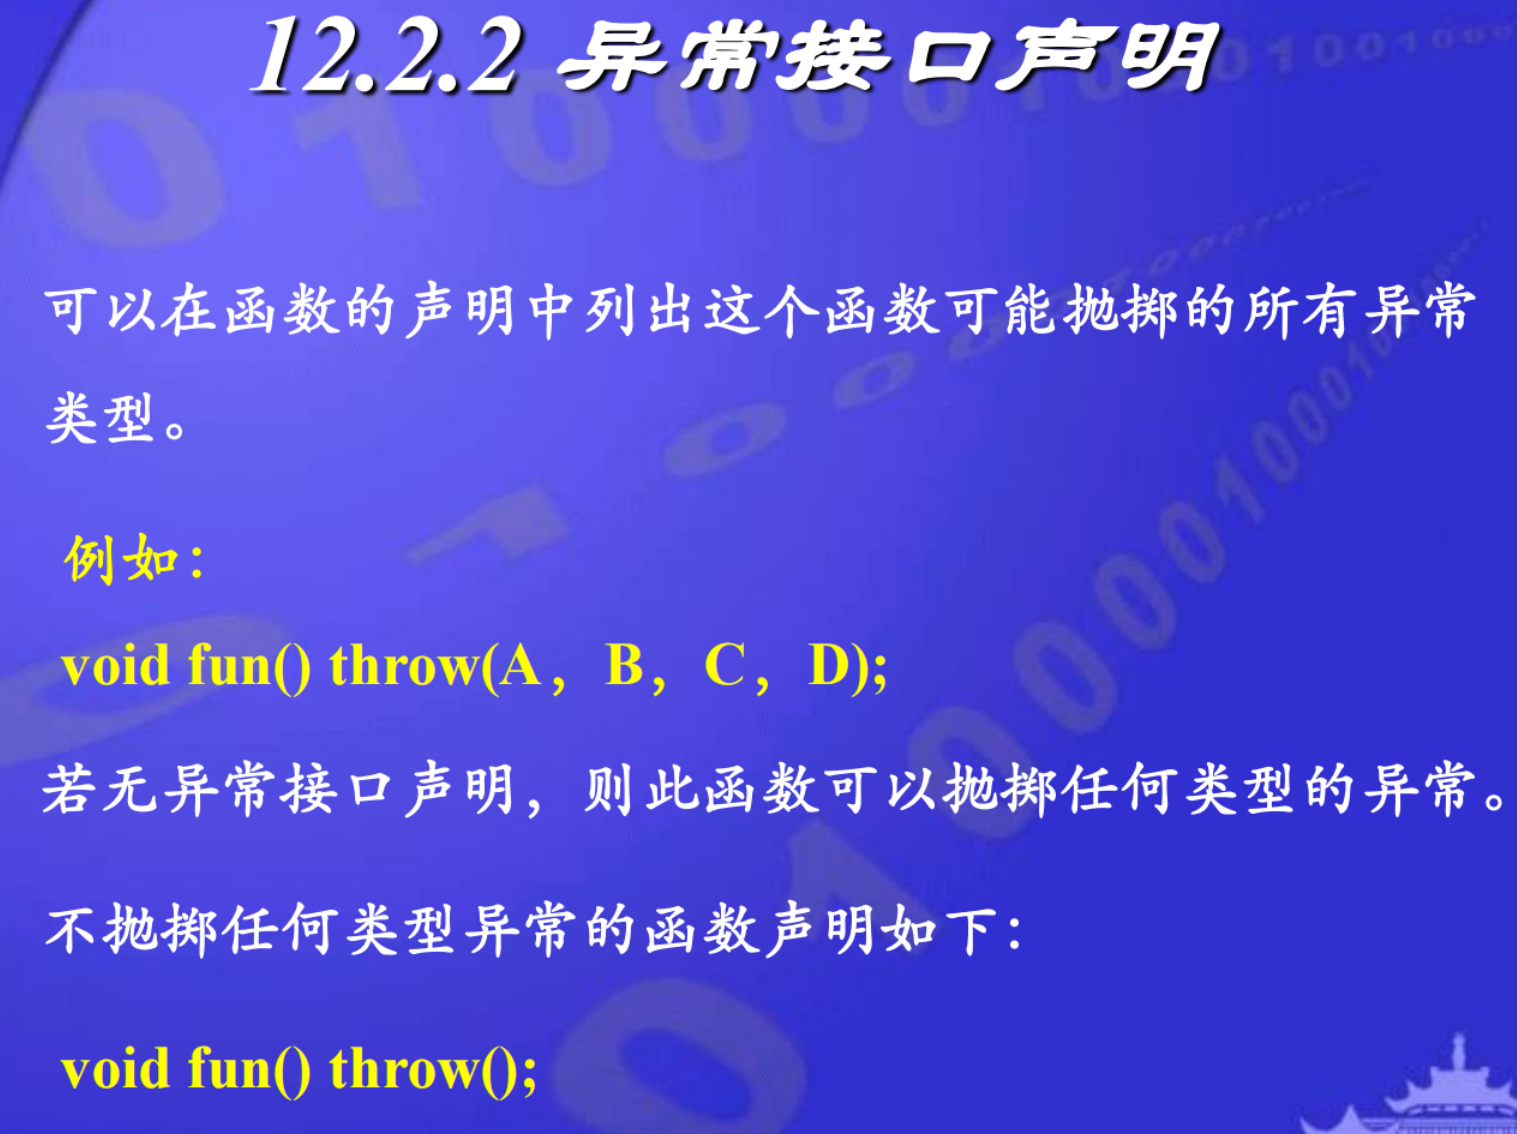 12.2.2 异常接口声明
可以在函数的声明中列出这个函数可能抛掷的所有异常
类型。
例如：
void fun() throw(A，B，C，D);
若无异常接口声明，则此函数可以抛掷任何类型的异常。
不抛掷任何类型异常的函数声明如下：
void fun() throw();